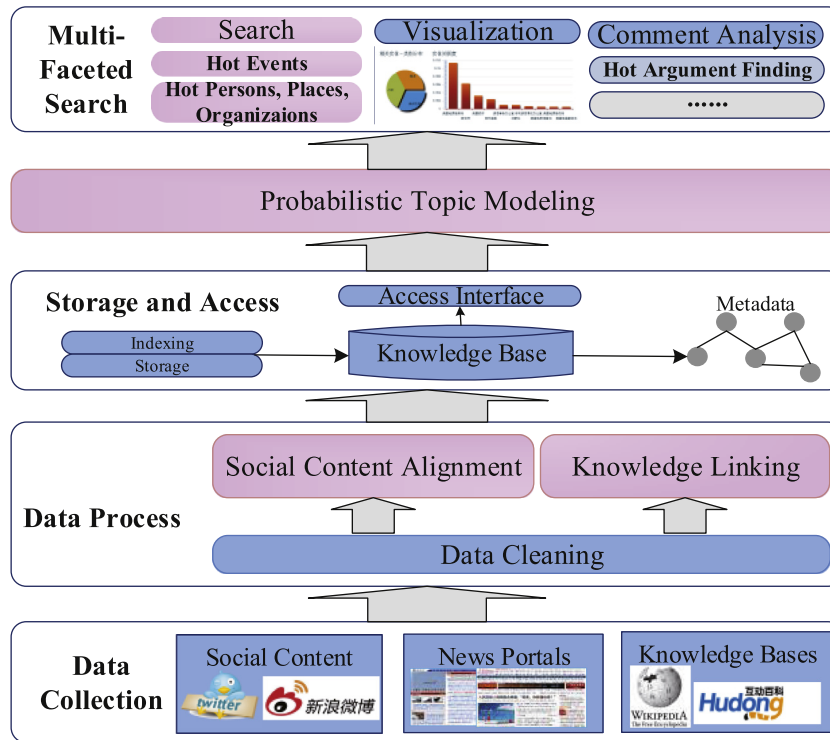 Multi-
Faceted
Search
Search
Hot Events
Hot Persons, Places,
Organizaions
Visualization
Comment Analysis
Hot Argument Finding
......
Probabilistic Topic Modeling
Storage and Access
Indexing
Storage
Access Interface
Knowledge Base
Metadata
Data Process
Social Content Alignment
Knowledge Linking
Data Cleaning
Data
Collection
Social Content
twitter
新浪微博
News Portals
Knowledge Bases
WIKIPEDIA
The Free Encyclopedia
互动百科
Hudong